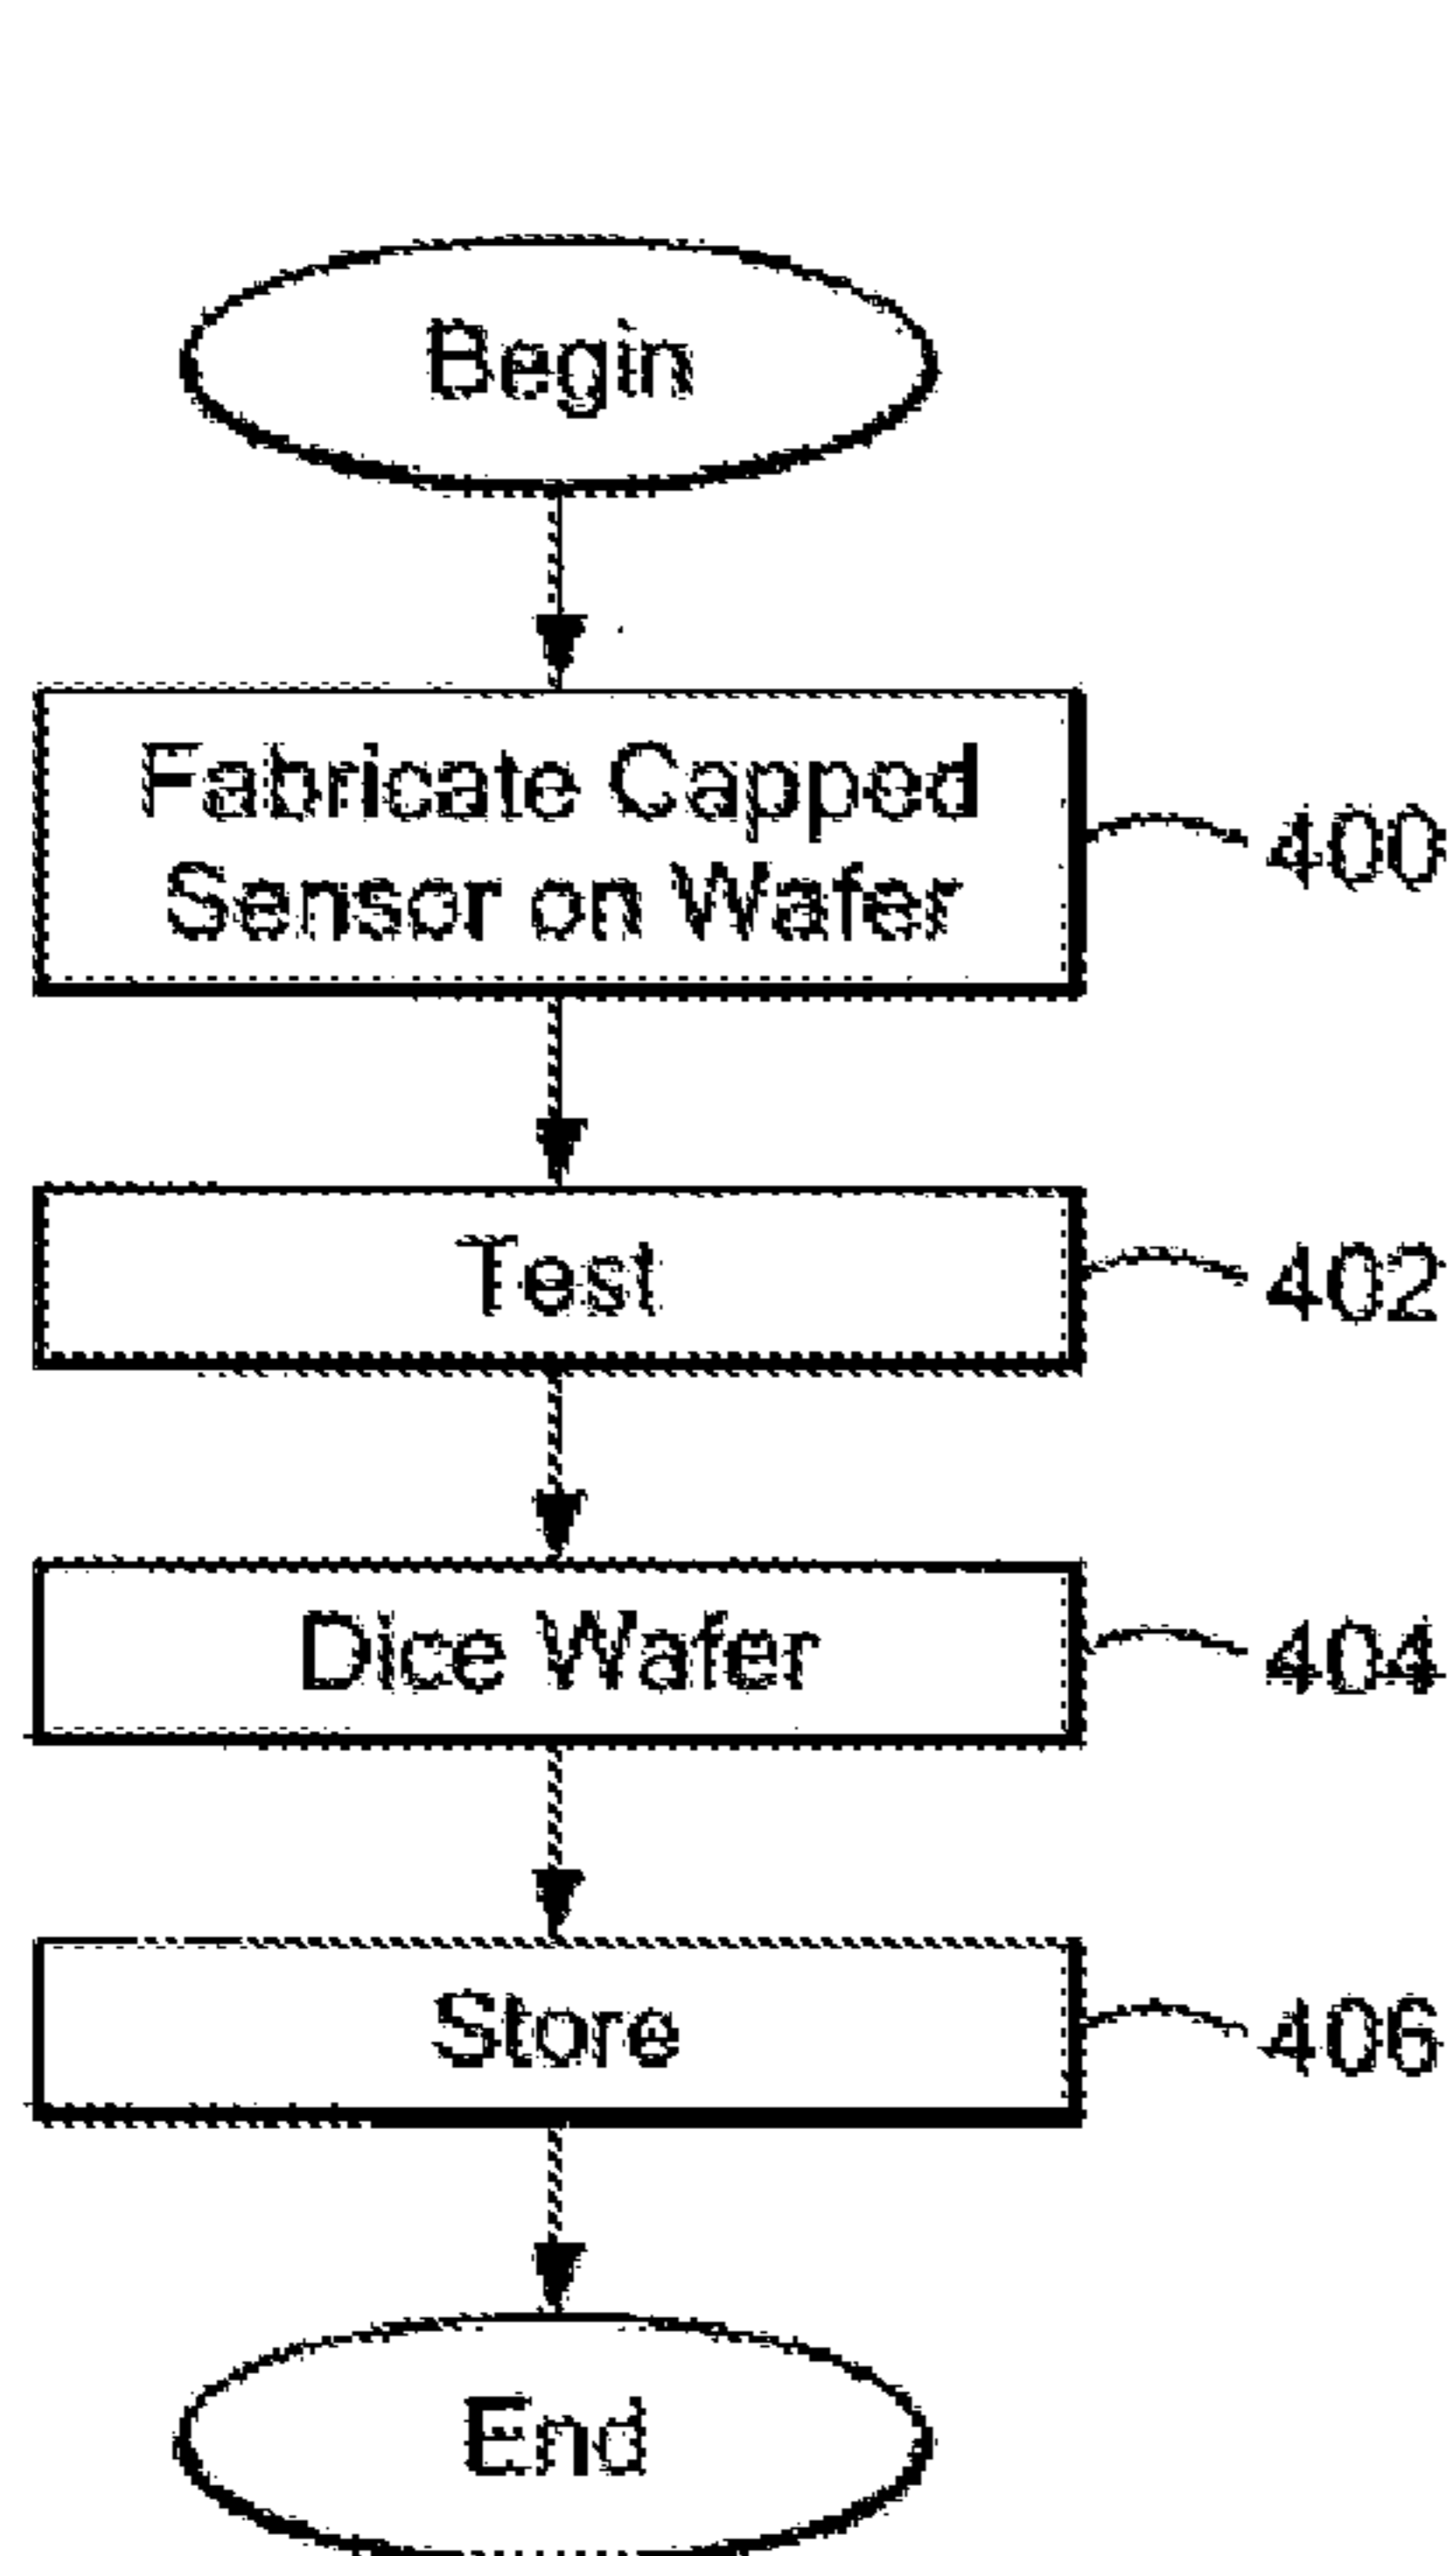 Begin
Fabricate Capped
Sensor on Wafer
400
Test
402
Dice Wafer
404
Store
406
End